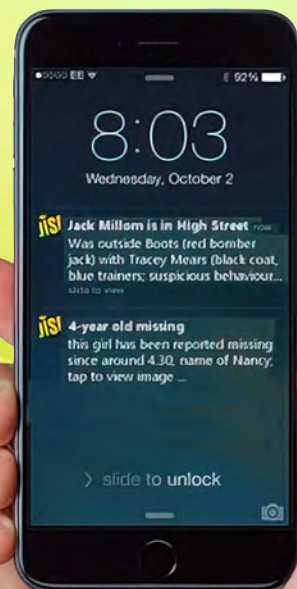 92%
8:03
Wednesday, October 2
JISI Jack Millom is in High Street now
Was outside Boots (red bomber
jack) with Tracey Mears (black coat,
blue trainers; suspicious behaviour...
slide to view
JISI 4-year old missing
this girl has been reported missing
since around 4.30, name of Nancy;
tap to view image ...
> slide to unlock